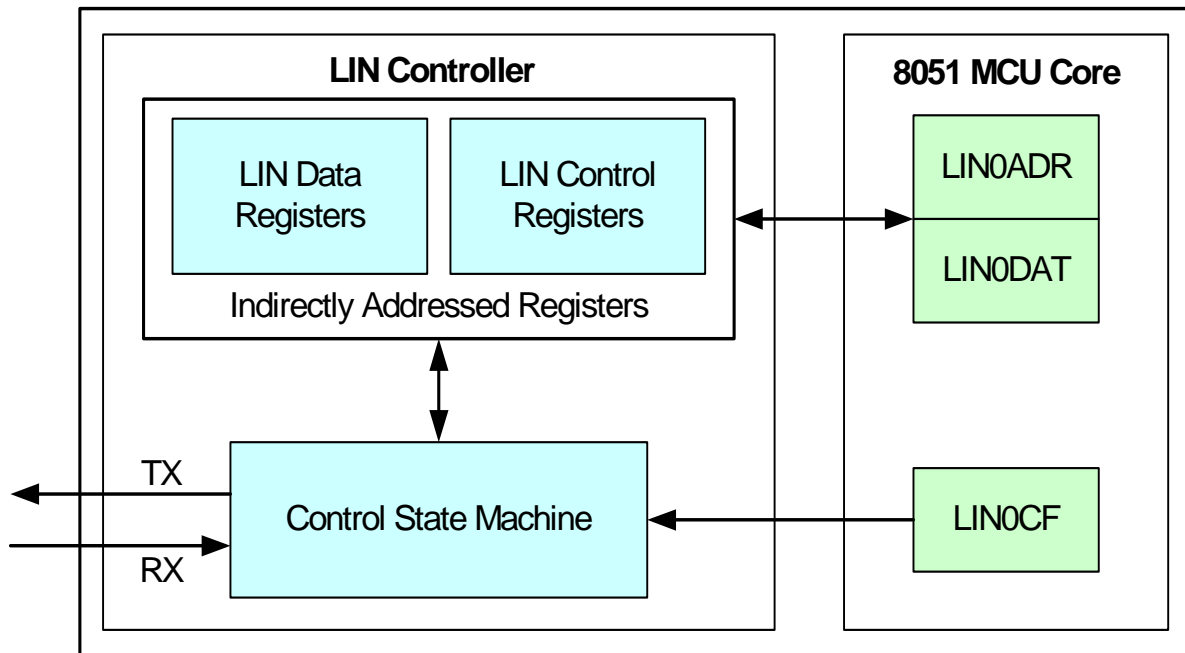 LIN Controller
8051 MCU Core
LIN Data
Registers
LIN Control
Registers
Indirectly Addressed Registers
LIN0ADR
LIN0DAT
TX
RX
Control State Machine
LIN0CF